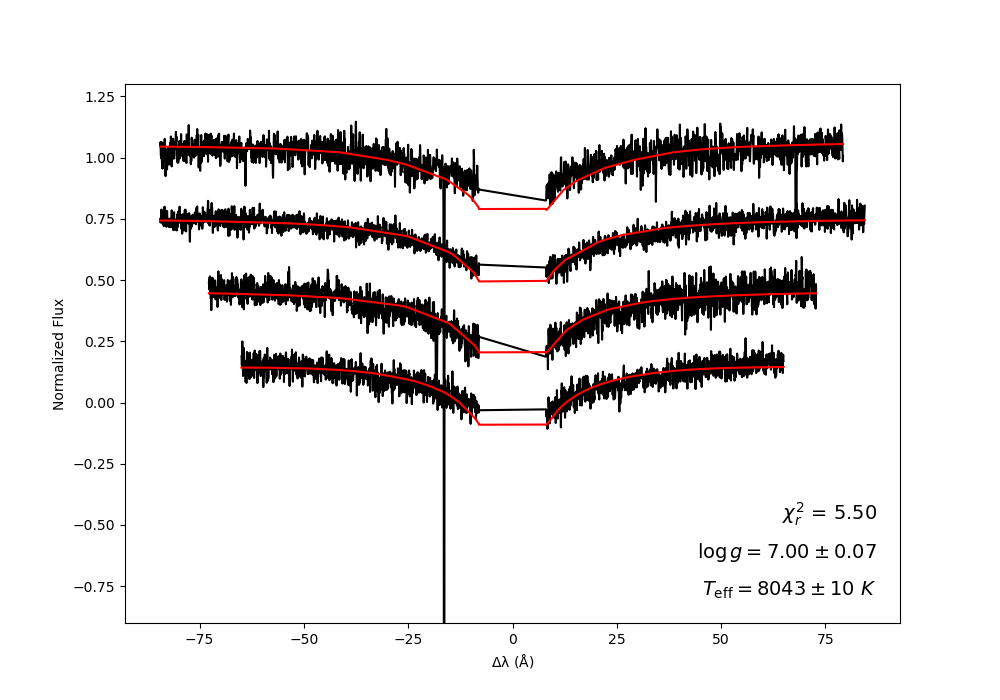 Normalized Flux
1.25
1.00
0.75
0.50
0.25
0.00
−0.25
−0.50
−0.75
χ²ᵣ = 5.50
log g = 7.00 ± 0.07
T_eff = 8043 ± 10 K
−75 −50 −25 0 25 50 75
Δλ (Å)